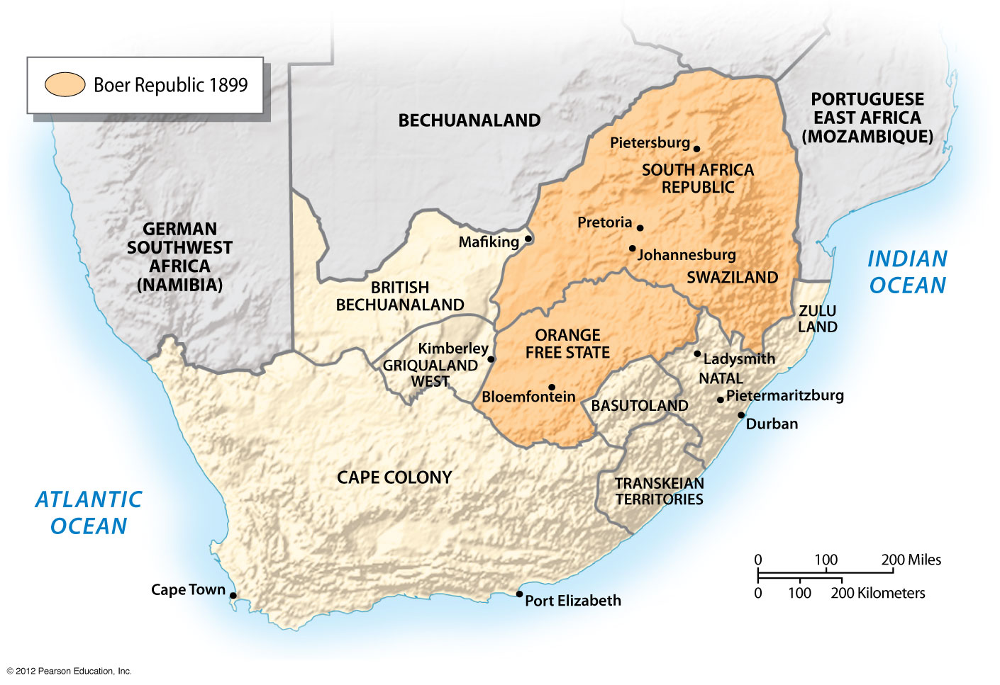 Boer Republic 1899
BECHUANALAND
PORTUGUESE
EAST AFRICA
(MOZAMBIQUE)
Pietersburg
SOUTH AFRICA
REPUBLIC
GERMAN
SOUTHWEST
AFRICA
(NAMIBIA)
Pretoria
Mafiking
Johannesburg
INDIAN
OCEAN
SWAZILAND
BRITISH
BECHUANALAND
ZULU
LAND
ORANGE
FREE STATE
Kimberley
GRIQUALAND
WEST
Ladysmith
NATAL
Bloemfontein
BASUTOLAND
Pietermaritzburg
Durban
CAPE COLONY
TRANSKEIAN
TERRITORIES
ATLANTIC
OCEAN
0 100 200 Miles
0 100 200 Kilometers
Cape Town
Port Elizabeth
© 2012 Pearson Education, Inc.